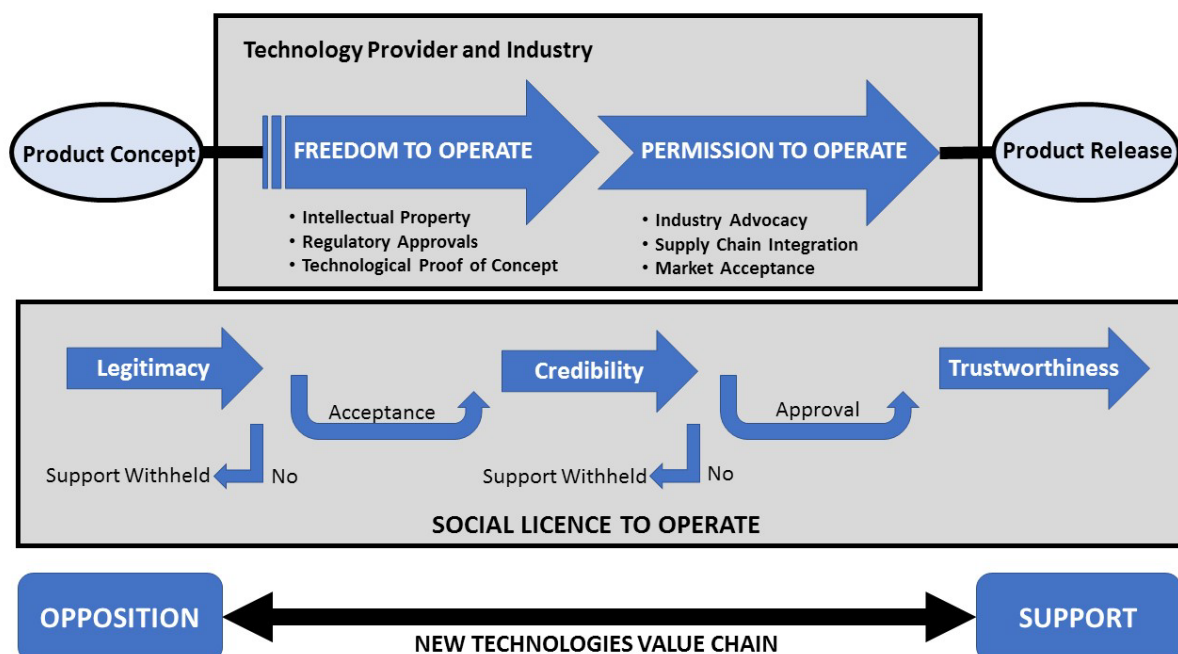 Technology Provider and Industry
Product Concept
FREEDOM TO OPERATE
PERMISSION TO OPERATE
Product Release
• Intellectual Property
• Regulatory Approvals
• Technological Proof of Concept
• Industry Advocacy
• Supply Chain Integration
• Market Acceptance
Legitimacy
Credibility
Trustworthiness
Acceptance
Approval
Support Withheld
No
Support Withheld
No
SOCIAL LICENCE TO OPERATE
OPPOSITION
SUPPORT
NEW TECHNOLOGIES VALUE CHAIN